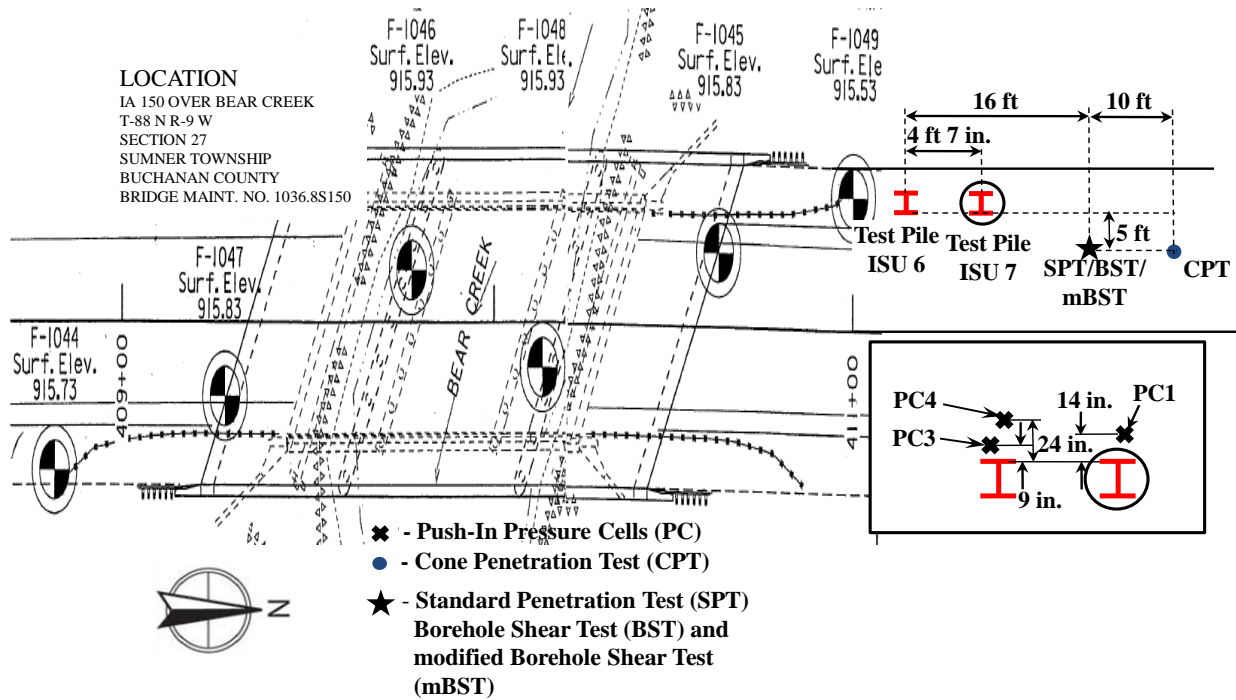 LOCATION
IA 150 OVER BEAR CREEK
T-88 N R-9 W
SECTION 27
SUMNER TOWNSHIP
BUCHANAN COUNTY
BRIDGE MAINT. NO. 1036.8S150
F-1046
Surf. Elev.
915.93
F-1048
Surf. Ele
915.93
F-1045
Surf. Elev.
915.83
F-1049
Surf. Ele
915.53
16 ft
10 ft
4 ft 7 in.
5 ft
Test Pile
ISU 6
Test Pile
ISU 7
SPT/BST/
mBST
CPT
F-1047
Surf. Elev.
915.83
F-1044
Surf. Elev.
915.73
409+00
BEAR CREEK
411+00
PC4
PC3
14 in.
PC1
24 in.
9 in.
- Push-In Pressure Cells (PC)
- Cone Penetration Test (CPT)
- Standard Penetration Test (SPT)
Borehole Shear Test (BST) and
modified Borehole Shear Test
(mBST)
N